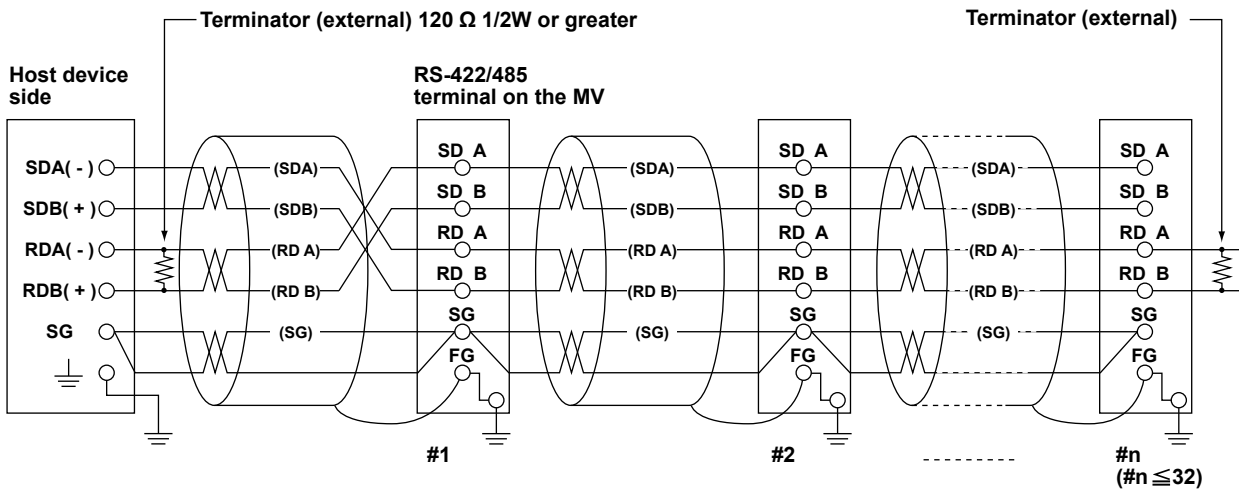 Terminator (external) 120 Ω 1/2W or greater
Terminator (external)
Host device
side
RS-422/485
terminal on the MV
SDA( - )
(SDA)
SD A
(SDA)
SD A
(SDA)
SD A
SDB( + )
(SDB)
SD B
(SDB)
SD B
(SDB)
SD B
RDA( - )
(RD A)
RD A
(RD A)
RD A
(RD A)
RD A
RDB( + )
(RD B)
RD B
(RD B)
RD B
(RD B)
RD B
SG
(SG)
SG
(SG)
SG
(SG)
SG
FG
FG
FG
#1
#2
#n
(#n ≦32)